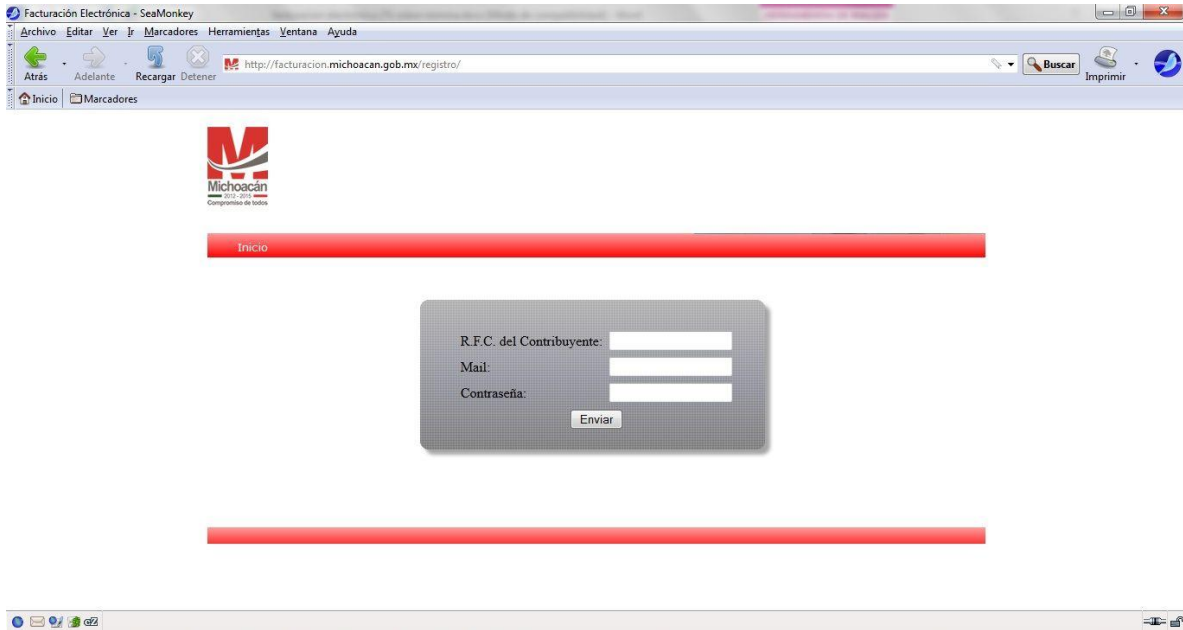 Facturación Electrónica - SeaMonkey
Archivo Editar Ver Ir Marcadores Herramientas Ventana Ayuda
Atrás Adelante Recargar Detener http://facturacion.michoacan.gob.mx/registro/ Buscar Imprimir
Inicio Marcadores
Michoacán
2012 - 2015
Compromiso de todos
Inicio
R.F.C. del Contribuyente:
Mail:
Contraseña:
Enviar